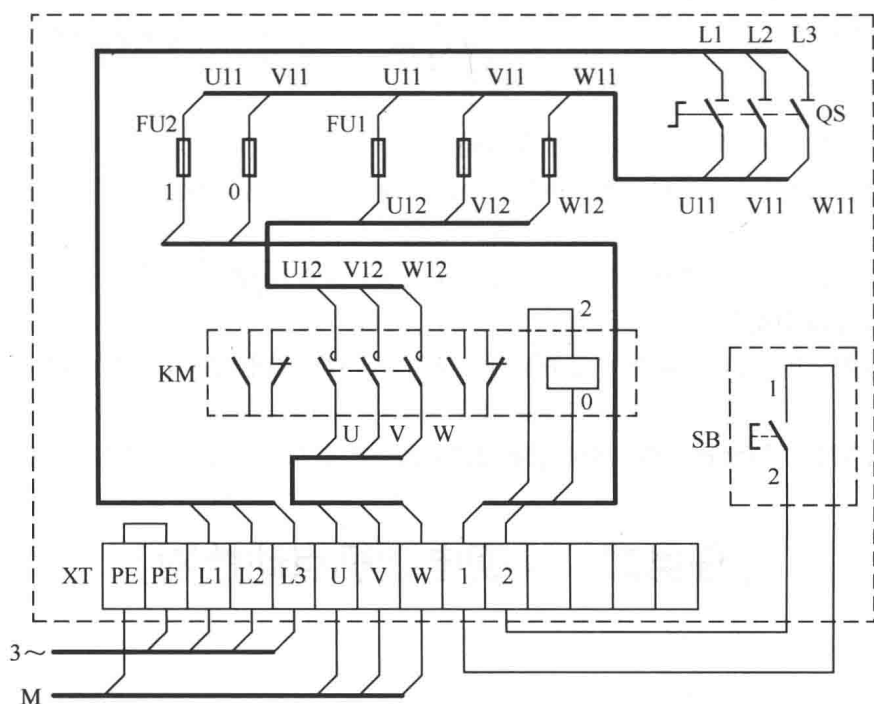 L1 L2 L3
U11 V11 U11 V11 W11
QS
FU2 FU1
1 0
U12 V12 W12
U11 V11 W11
U12 V12 W12
2
KM
0
1
U V W
SB
2
XT PE PE L1 L2 L3 U V W 1 2
3～
M